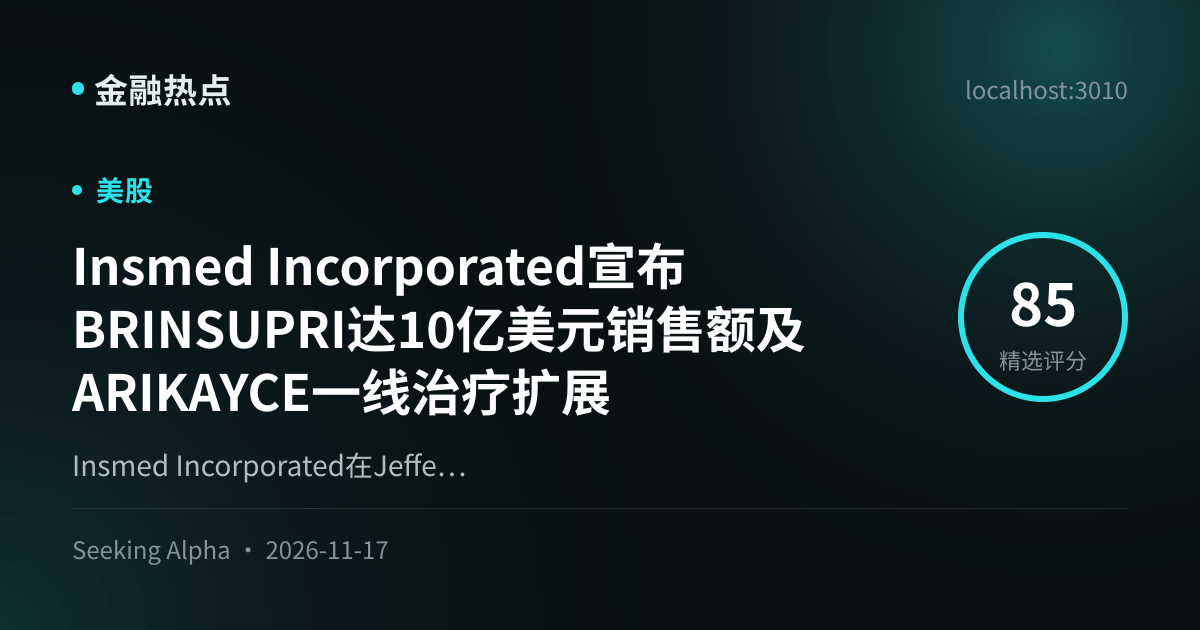 金融热点
localhost:3010
美股
Insmed Incorporated宣布
BRINSUPRI达10亿美元销售额及
ARIKAYCE一线治疗扩展
85
精选评分
Insmed Incorporated在Jeffe…
Seeking Alpha · 2026-11-17